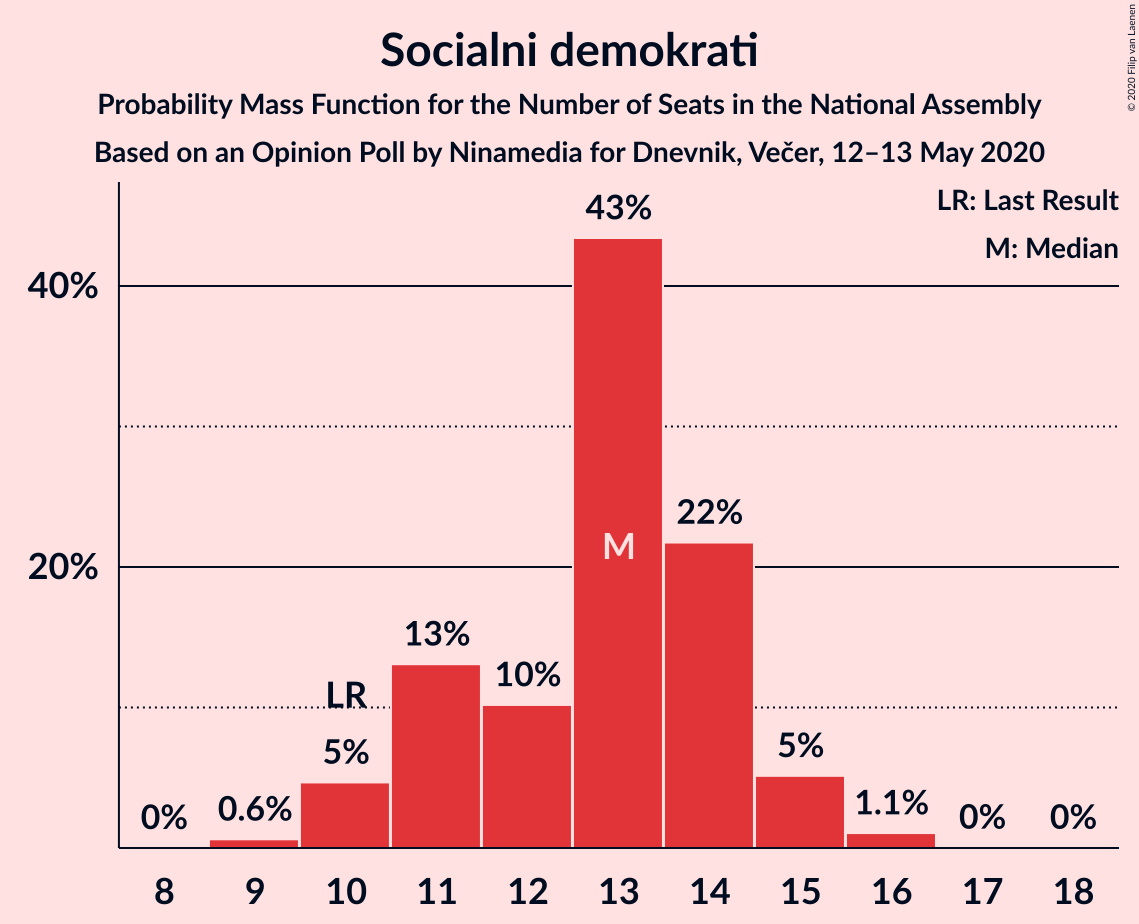 Socialni demokrati
Probability Mass Function for the Number of Seats in the National Assembly
Based on an Opinion Poll by Ninamedia for Dnevnik, Večer, 12–13 May 2020
© 2020 Filip van Laenen
LR: Last Result
M: Median
40%
20%
0%
0.6%
LR
5%
13%
10%
43%
M
22%
5%
1.1%
0%
0%
8 9 10 11 12 13 14 15 16 17 18